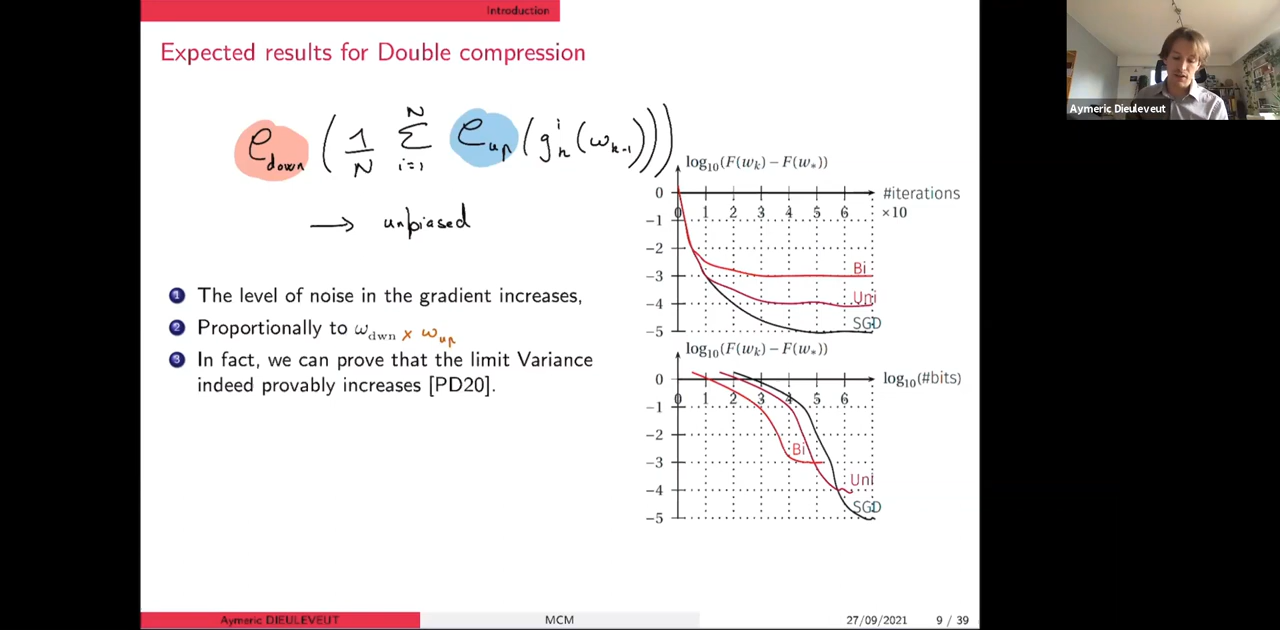 Introduction
Expected results for Double compression
C_down ( 1/N Σ_{i=1}^{N} C_up ( g_k^i (w_{k-1}) ) )
→ unbiased
1 The level of noise in the gradient increases,
2 Proportionally to ω_dwn × ω_up
3 In fact, we can prove that the limit Variance
indeed provably increases [PD20].
log10(F(wk) − F(w*))
0
#iterations
0 1 2 3 4 5 6 ×10
−1
−2
−3 Bi
−4 Uni
−5 SGD
log10(F(wk) − F(w*))
0 log10(#bits)
0 1 2 3 4 5 6
−1
−2
Bi
−3
Uni
−4
SGD
−5
Aymeric DIEULEVEUT MCM 27/09/2021 9 / 39
Aymeric Dieuleveut